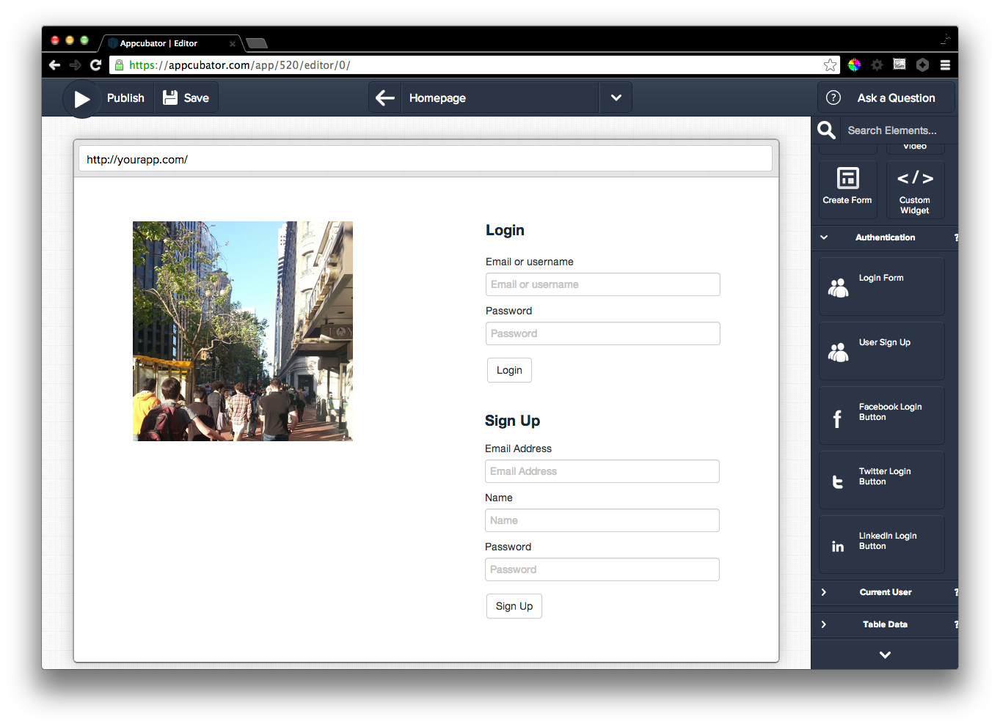 Appcubator | Editor
https://appcubator.com/app/520/editor/0/
Publish
Save
Homepage
? Ask a Question
Search Elements...
Video
http://yourapp.com/
Create Form
</> Custom
Widget
Authentication ?
Login
Email or username
Email or username
Password
Password
Login
Sign Up
Email Address
Email Address
Name
Name
Password
Password
Sign Up
Login Form
User Sign Up
f Facebook Login
Button
t Twitter Login
Button
in LinkedIn Login
Button
Current User ?
Table Data ?
TOY